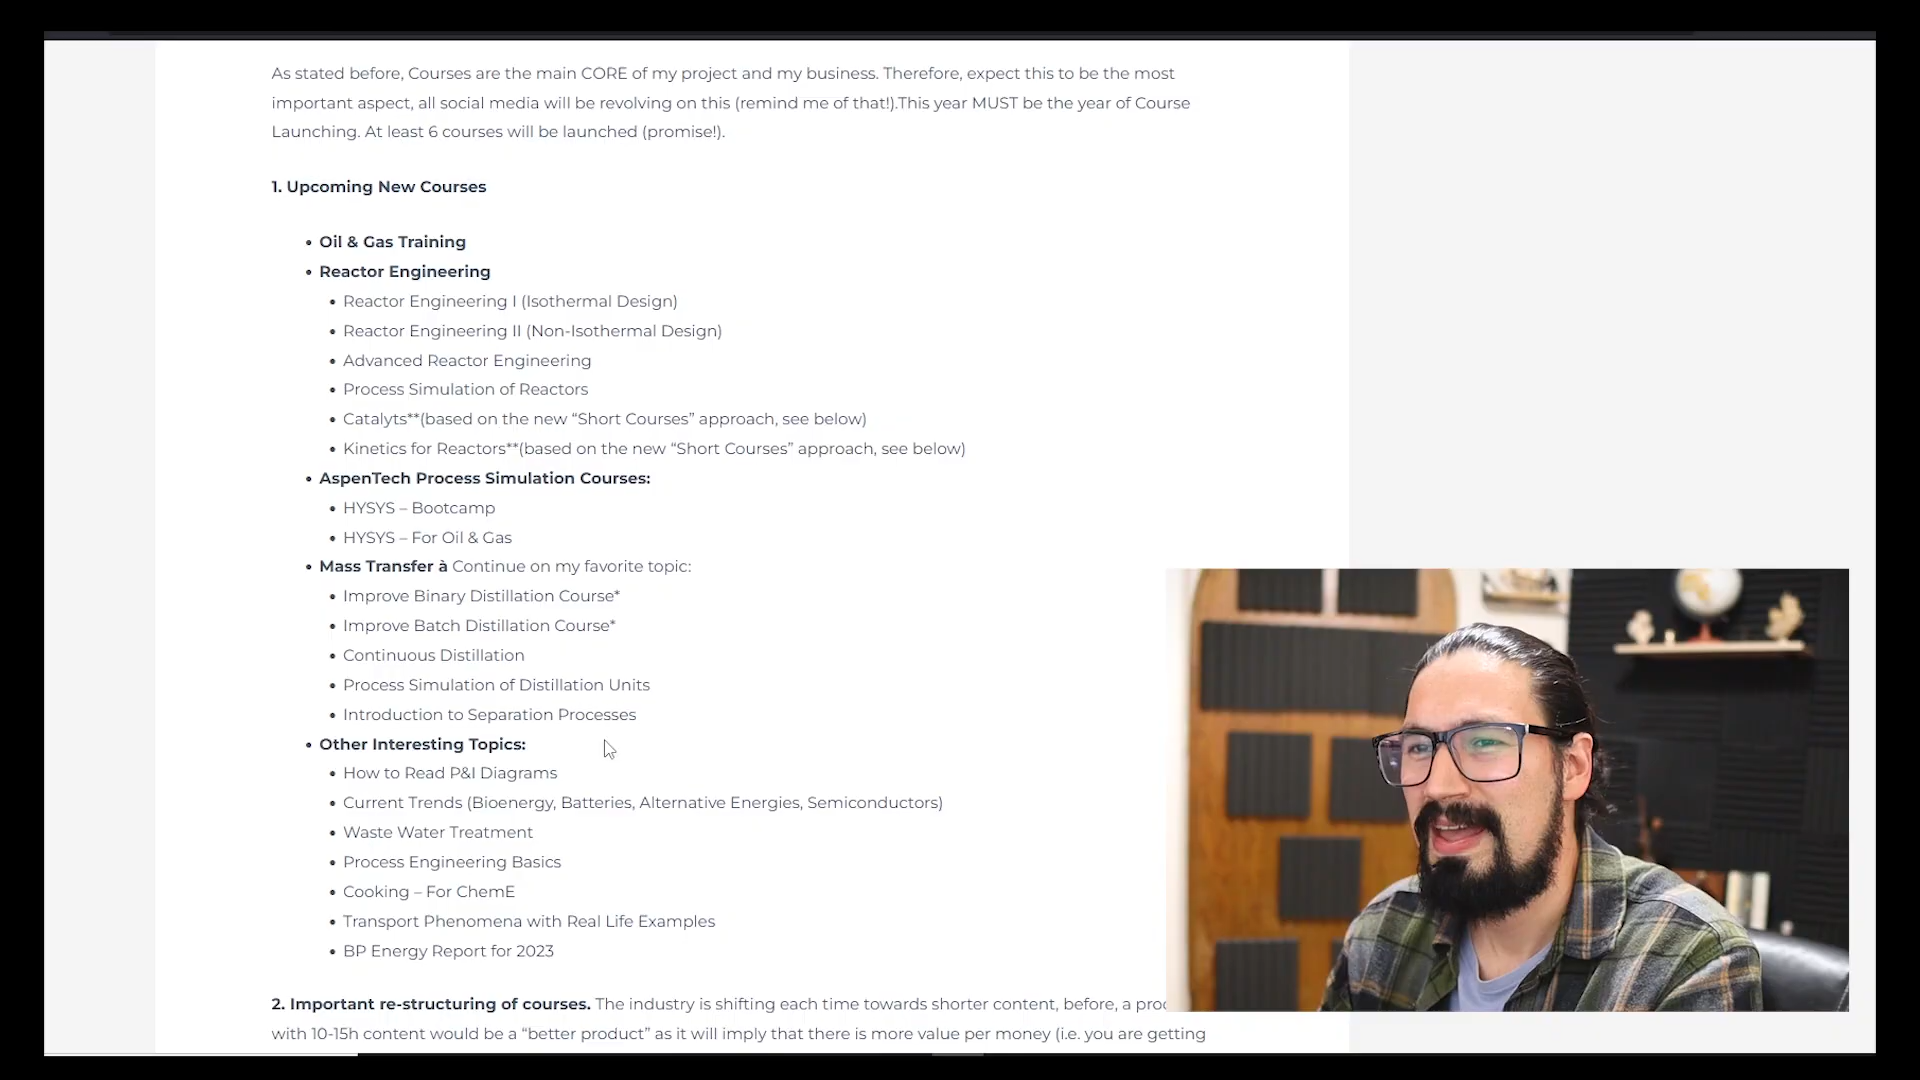 As stated before, Courses are the main CORE of my project and my business. Therefore, expect this to be the most
important aspect, all social media will be revolving on this (remind me of that!).This year MUST be the year of Course
Launching. At least 6 courses will be launched (promise!).
1. Upcoming New Courses
• Oil & Gas Training
• Reactor Engineering
• Reactor Engineering I (Isothermal Design)
• Reactor Engineering II (Non-Isothermal Design)
• Advanced Reactor Engineering
• Process Simulation of Reactors
• Catalyts**(based on the new “Short Courses” approach, see below)
• Kinetics for Reactors**(based on the new “Short Courses” approach, see below)
• AspenTech Process Simulation Courses:
• HYSYS – Bootcamp
• HYSYS – For Oil & Gas
• Mass Transfer à Continue on my favorite topic:
• Improve Binary Distillation Course*
• Improve Batch Distillation Course*
• Continuous Distillation
• Process Simulation of Distillation Units
• Introduction to Separation Processes
• Other Interesting Topics:
• How to Read P&I Diagrams
• Current Trends (Bioenergy, Batteries, Alternative Energies, Semiconductors)
• Waste Water Treatment
• Process Engineering Basics
• Cooking – For ChemE
• Transport Phenomena with Real Life Examples
• BP Energy Report for 2023
2. Important re-structuring of courses. The industry is shifting each time towards shorter content, before, a
with 10-15h content would be a “better product” as it will imply that there is more value per money (i.e. you are getting